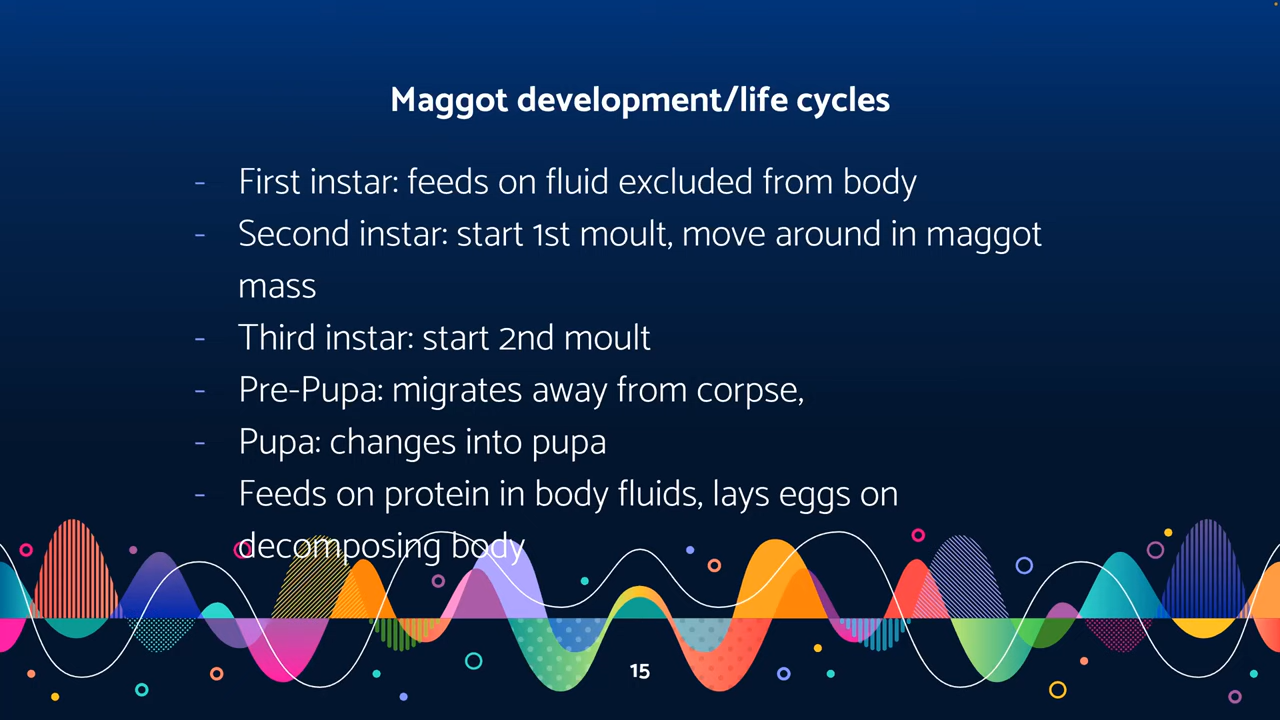 Maggot development/life cycles
- First instar: feeds on fluid excluded from body
- Second instar: start 1st moult, move around in maggot
mass
- Third instar: start 2nd moult
- Pre-Pupa: migrates away from corpse,
- Pupa: changes into pupa
- Feeds on protein in body fluids, lays eggs on
decomposing body
15